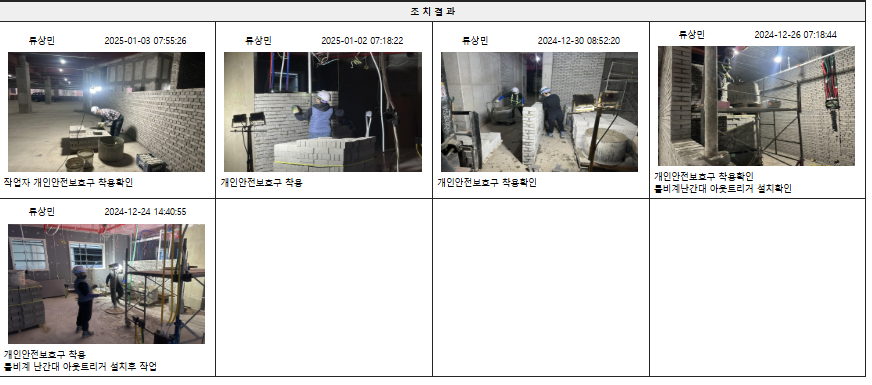 조 치 결 과
류상민 2025-01-03 07:55:26
류상민 2025-01-02 07:18:22
류상민 2024-12-30 08:52:20
류상민 2024-12-26 07:18:44
작업자 개인안전보호구 착용확인
개인안전보호구 착용
개인안전보호구 착용확인
개인안전보호구 착용확인
틀비계난간대 아웃트리거 설치확인
류상민 2024-12-24 14:40:55
개인안전보호구 착용
틀비계 난간대 아웃트리거 설치후 작업